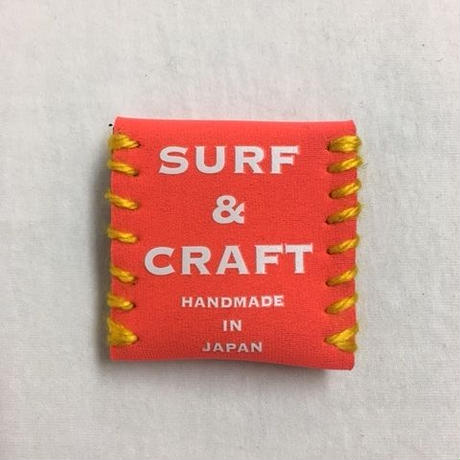 SURF
&
CRAFT
HANDMADE
IN
JAPAN